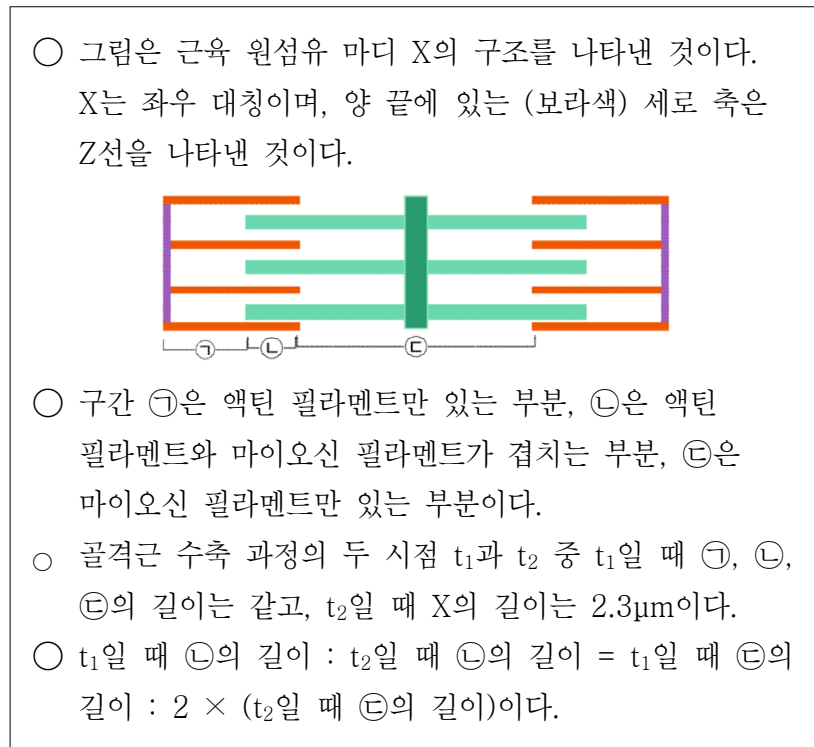 ○ 그림은 근육 원섬유 마디 X의 구조를 나타낸 것이다.
X는 좌우 대칭이며, 양 끝에 있는 (보라색) 세로 축은
Z선을 나타낸 것이다.
㉠ ㉡ ㉢
○ 구간 ㉠은 액틴 필라멘트만 있는 부분, ㉡은 액틴
필라멘트와 마이오신 필라멘트가 겹치는 부분, ㉢은
마이오신 필라멘트만 있는 부분이다.
○ 골격근 수축 과정의 두 시점 t₁과 t₂ 중 t₁일 때 ㉠, ㉡,
㉢의 길이는 같고, t₂일 때 X의 길이는 2.3μm이다.
○ t₁일 때 ㉡의 길이 : t₂일 때 ㉡의 길이 = t₁일 때 ㉢의
길이 : 2 × (t₂일 때 ㉢의 길이)이다.